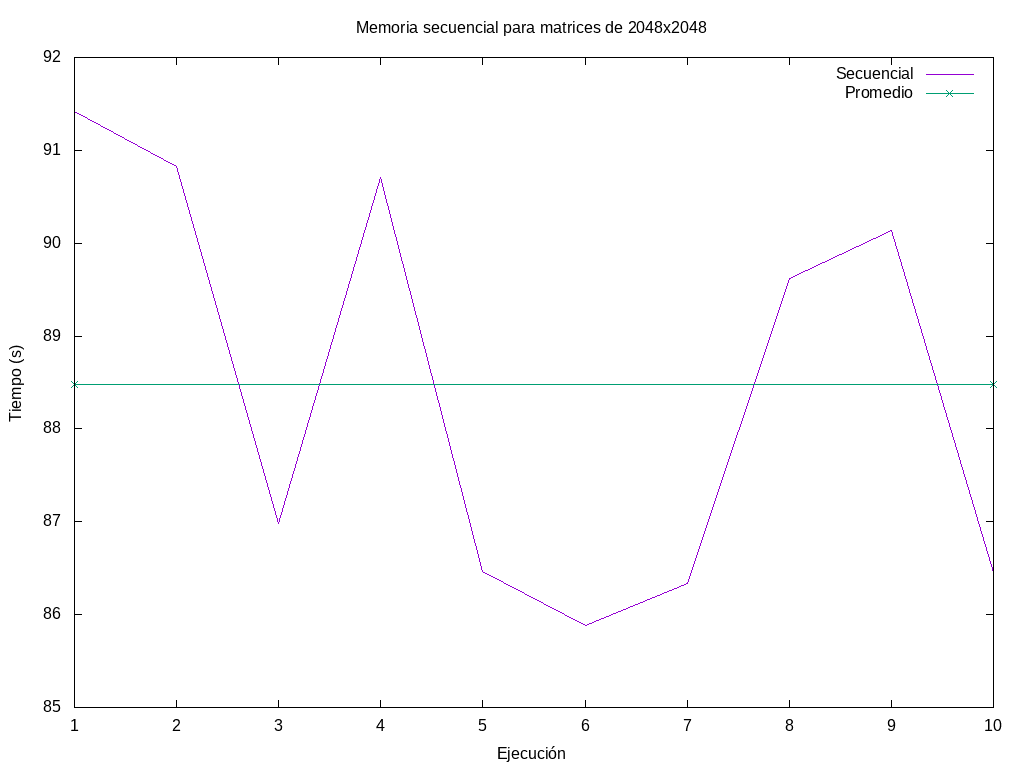 Memoria secuencial para matrices de 2048x2048
Secuencial
Promedio
92
91
90
89
88
87
86
85
Tiempo (s)
1 2 3 4 5 6 7 8 9 10
Ejecución